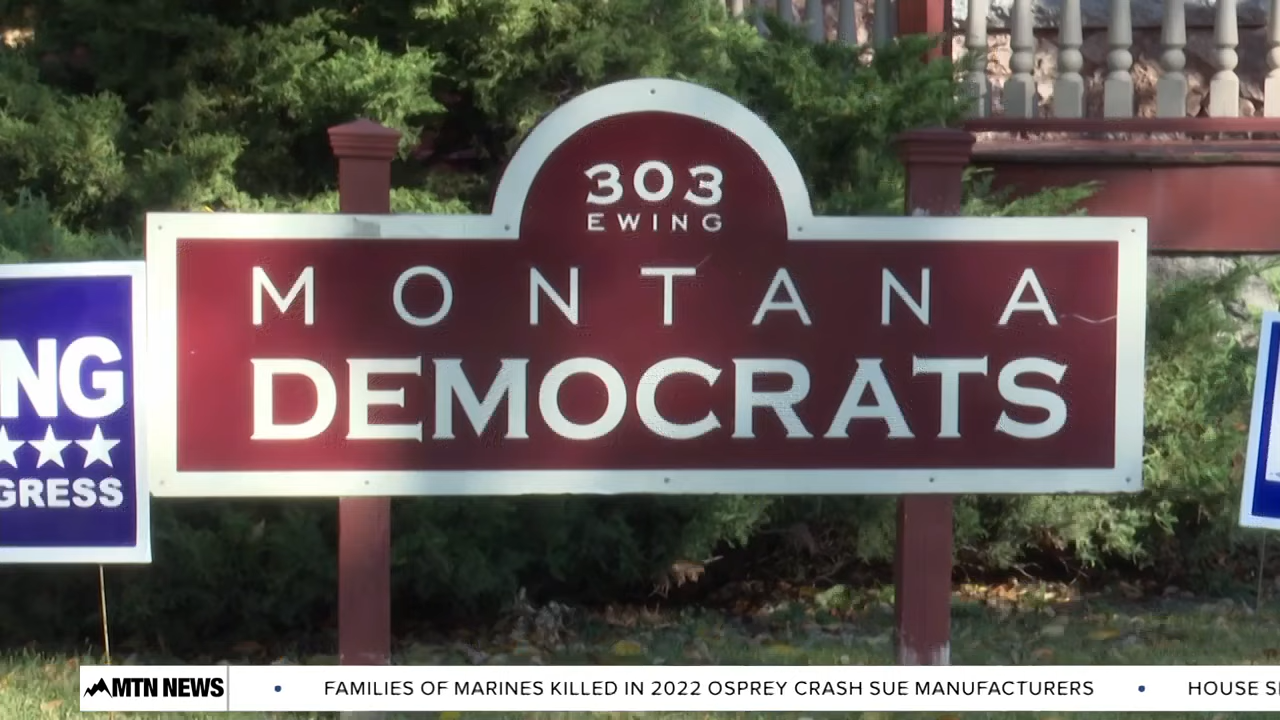 303
EWING
MONTANA
DEMOCRATS
NG
GRESS
MTN NEWS
• FAMILIES OF MARINES KILLED IN 2022 OSPREY CRASH SUE MANUFACTURERS • HOUSE